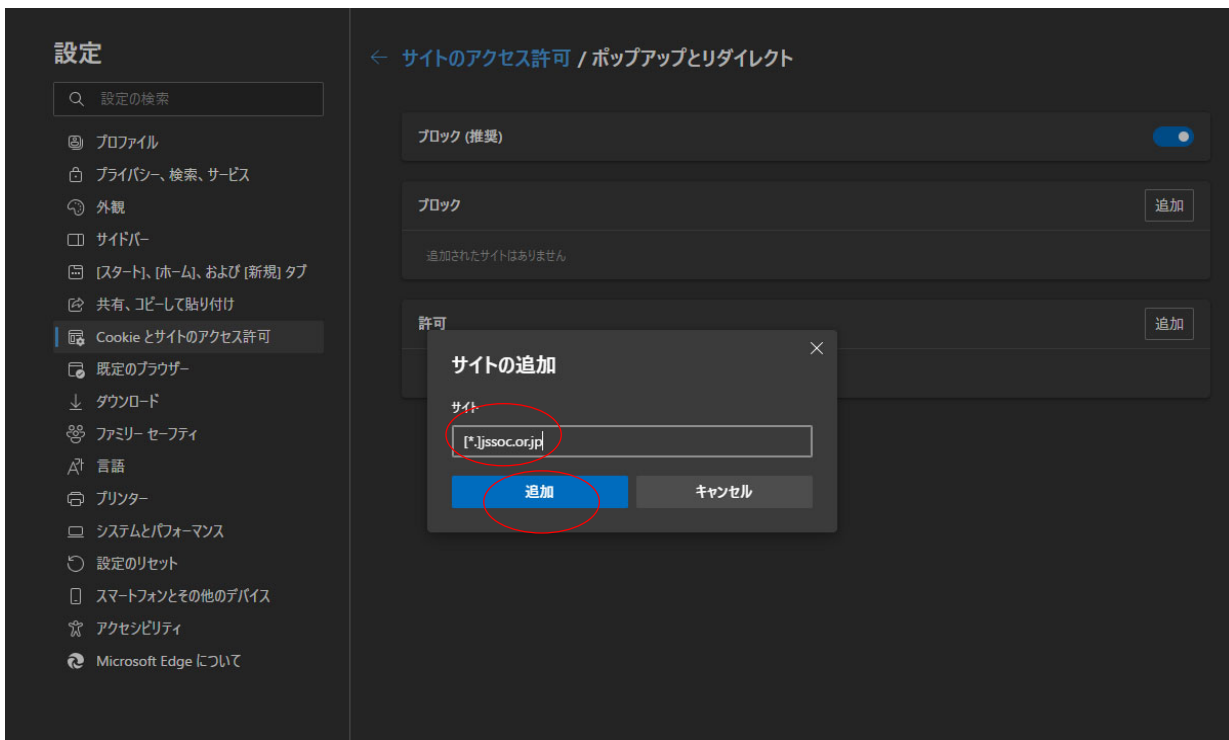 設定
設定の検索
プロファイル
プライバシー、検索、サービス
外観
サイドバー
[スタート]、[ホーム]、および [新規] タブ
共有、コピーして貼り付け
Cookie とサイトのアクセス許可
既定のブラウザー
ダウンロード
ファミリー セーフティ
言語
プリンター
システムとパフォーマンス
設定のリセット
スマートフォンとその他のデバイス
アクセシビリティ
Microsoft Edge について
← サイトのアクセス許可 / ポップアップとリダイレクト
ブロック (推奨)
ブロック
追加
追加されたサイトはありません
許可
追加
サイトの追加
サイト
[*.]jssoc.or.jp
追加
キャンセル